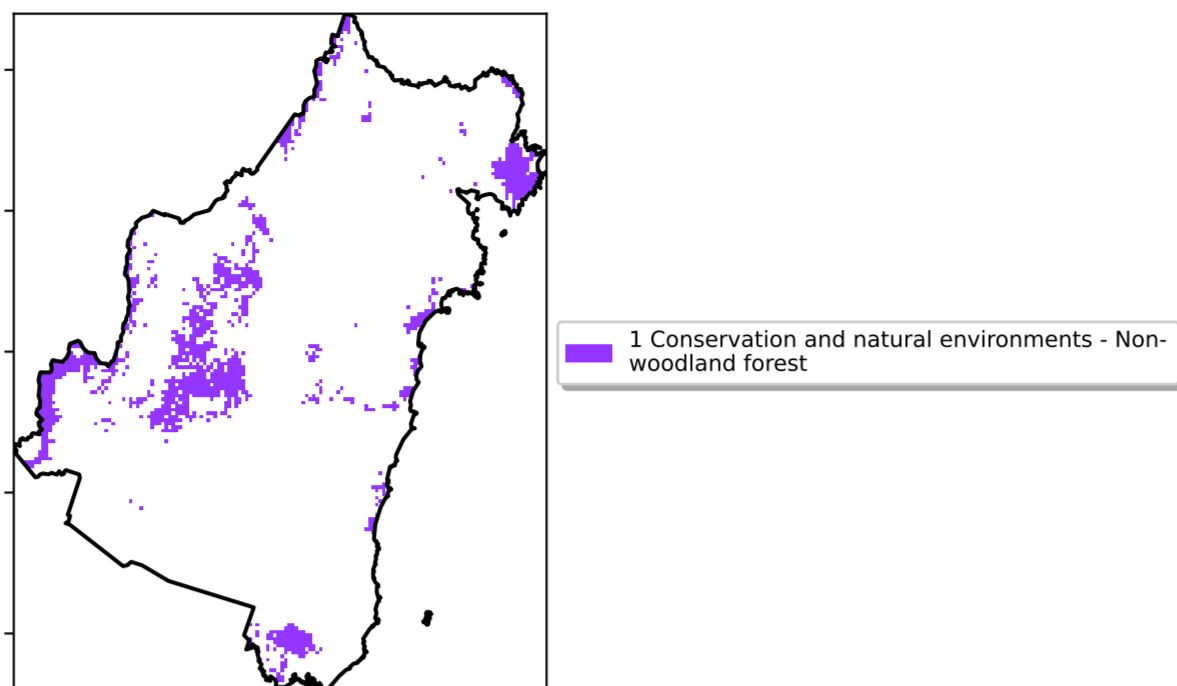 1 Conservation and natural environments - Non-
woodland forest